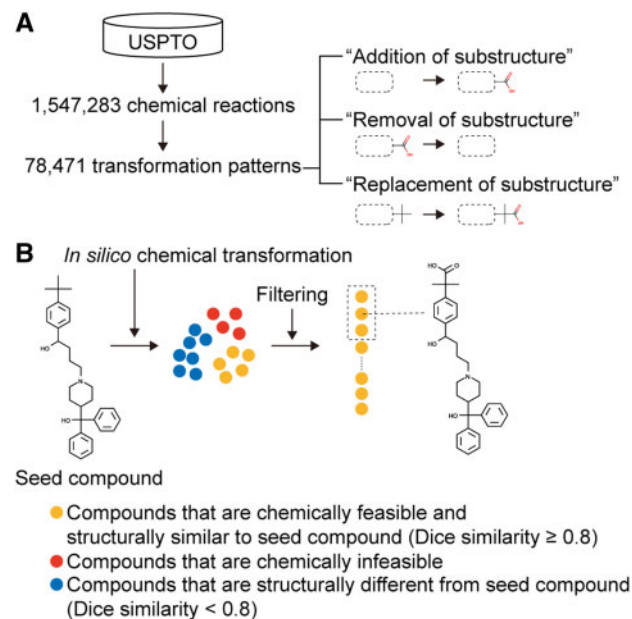 A
USPTO
1,547,283 chemical reactions
78,471 transformation patterns
“Addition of substructure”
O
OH
“Removal of substructure”
O
OH
“Replacement of substructure”
O
OH
B
In silico chemical transformation
Filtering
HO
N
HO
Seed compound
HO
O
HO
N
HO
Compounds that are chemically feasible and
structurally similar to seed compound (Dice similarity ≥ 0.8)
Compounds that are chemically infeasible
Compounds that are structurally different from seed compound
(Dice similarity < 0.8)